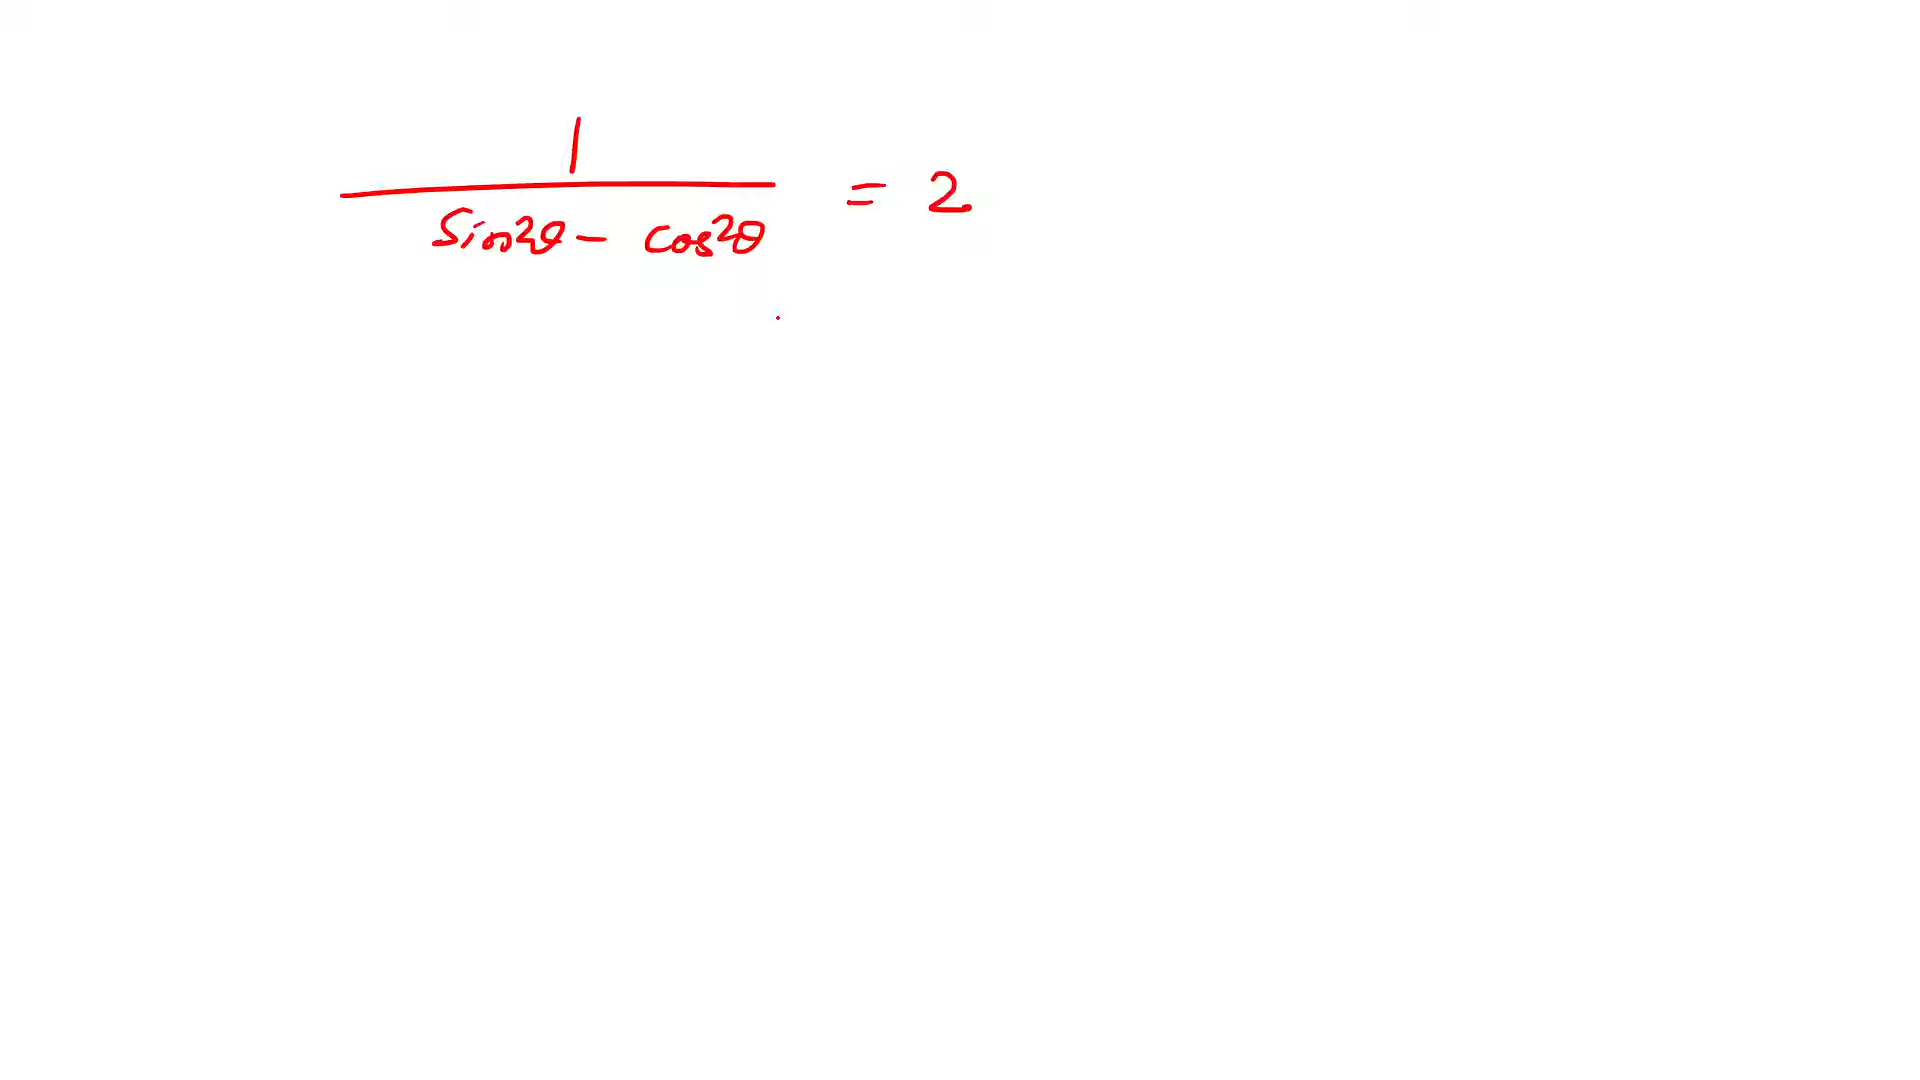 1/(sin²θ - cos²θ) = 2